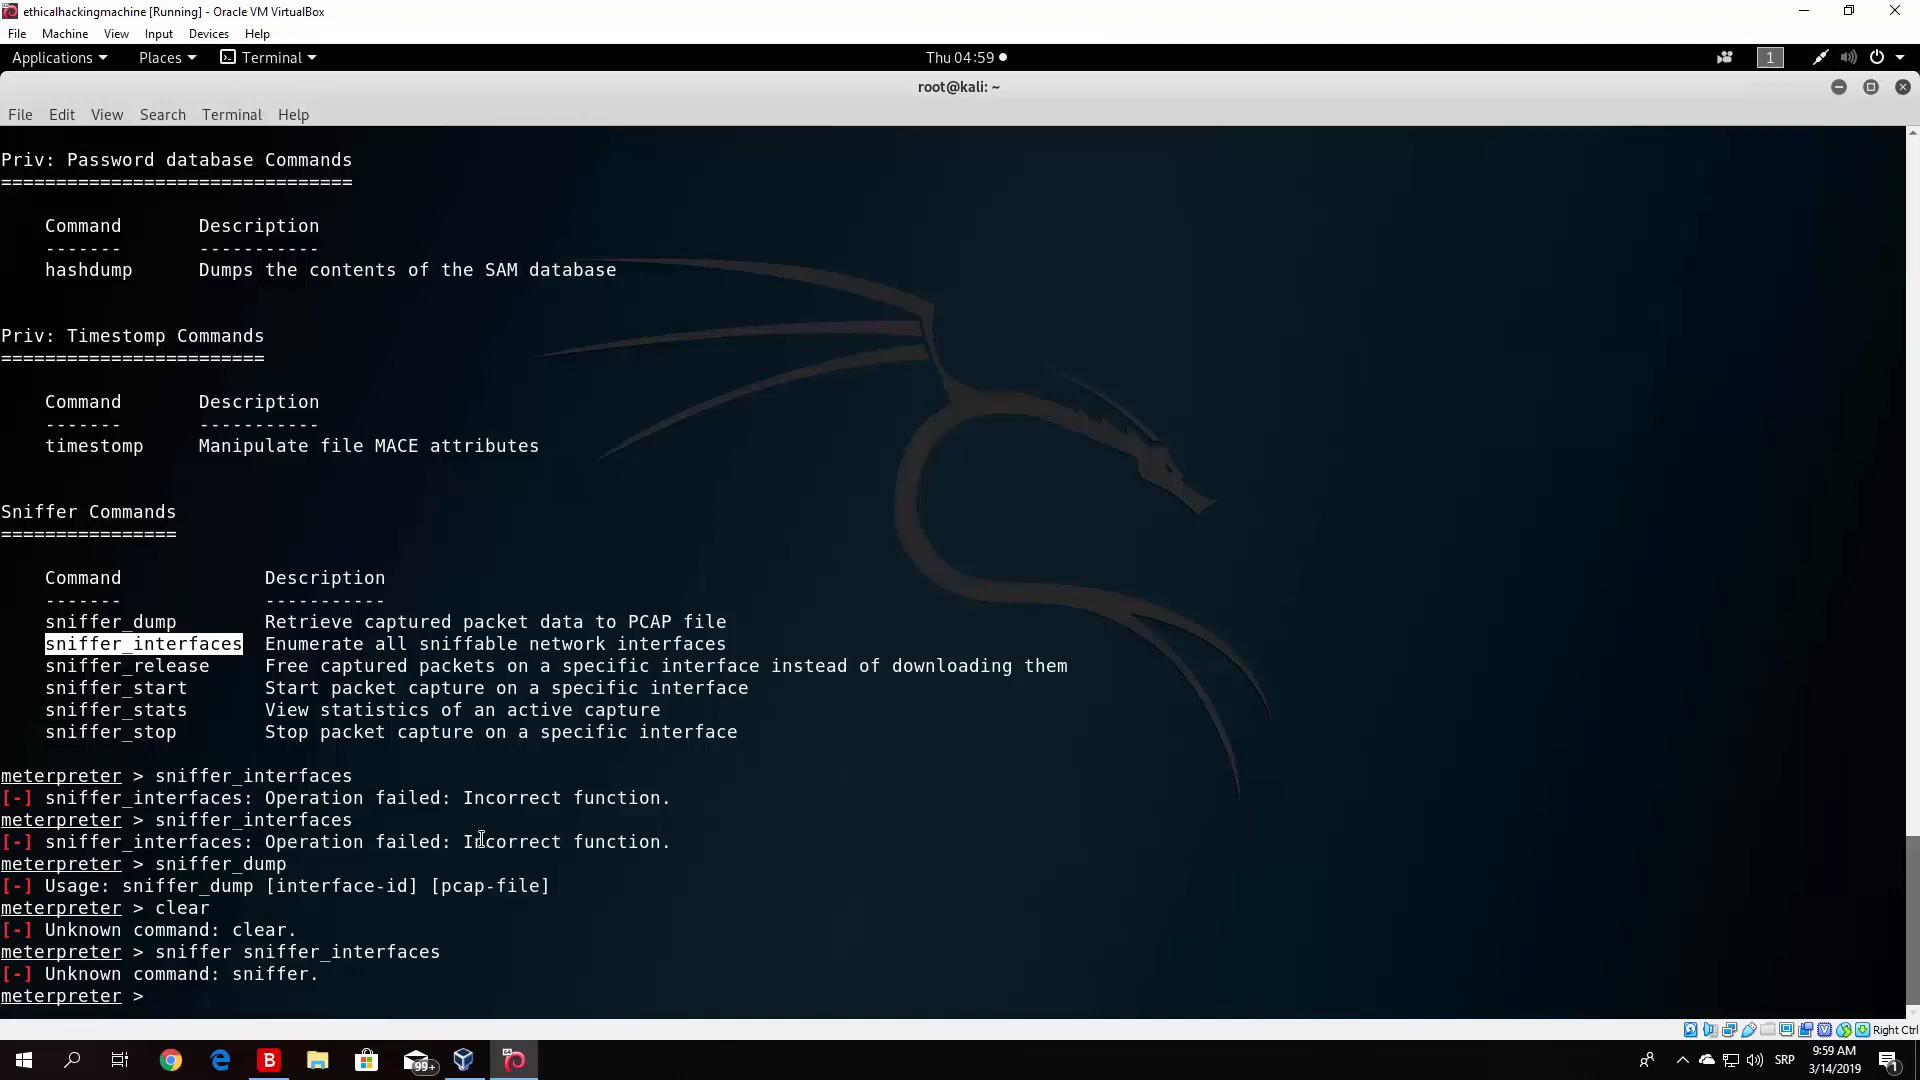 ethicalhackingmachine [Running] - Oracle VM VirtualBox
File Machine View Input Devices Help
Applications Places Terminal Thu 04:59 1
root@kali: ~
File Edit View Search Terminal Help
Priv: Password database Commands
================================
Command Description
------- -----------
hashdump Dumps the contents of the SAM database
Priv: Timestomp Commands
========================
Command Description
------- -----------
timestomp Manipulate file MACE attributes
Sniffer Commands
================
Command Description
------- -----------
sniffer_dump Retrieve captured packet data to PCAP file
sniffer_interfaces Enumerate all sniffable network interfaces
sniffer_release Free captured packets on a specific interface instead of downloading them
sniffer_start Start packet capture on a specific interface
sniffer_stats View statistics of an active capture
sniffer_stop Stop packet capture on a specific interface
meterpreter > sniffer_interfaces
[-] sniffer_interfaces: Operation failed: Incorrect function.
meterpreter > sniffer_interfaces
[-] sniffer_interfaces: Operation failed: Incorrect function.
meterpreter > sniffer_dump
[-] Usage: sniffer_dump [interface-id] [pcap-file]
meterpreter > clear
[-] Unknown command: clear.
meterpreter > sniffer sniffer_interfaces
[-] Unknown command: sniffer.
meterpreter >
Right Ctrl
B 99+ SRP 9:59 AM 1
3/14/2019